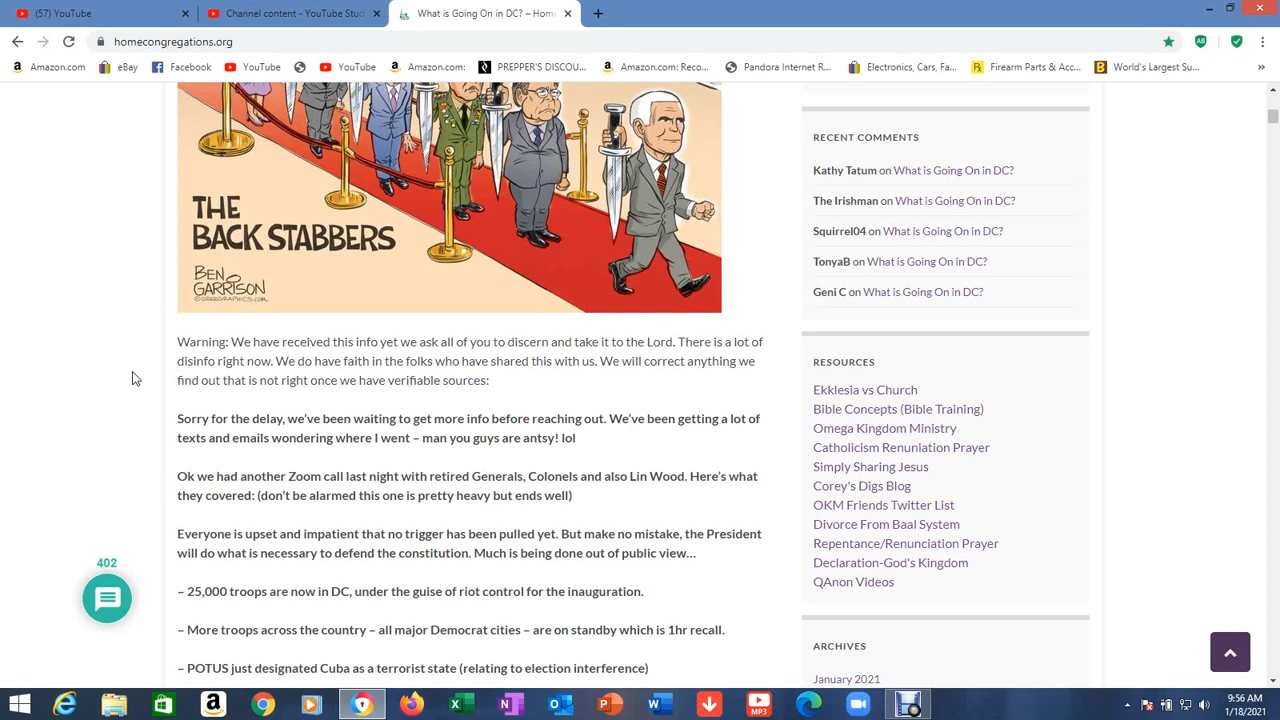 (57) YouTube
Channel content - YouTube Stud
What is Going On in DC? – Hom
homecongregations.org
Amazon.com eBay Facebook YouTube YouTube Amazon.com: PREPPER'S DISCOU... Amazon.com: Reco... Pandora Internet R... Electronics, Cars, Fa... Firearm Parts & Acc... World's Largest Su... »
THE
BACK STABBERS
BEN
GARRISON
©GRRRGRAPHICS.COM
Warning: We have received this info yet we ask all of you to discern and take it to the Lord. There is a lot of
disinfo right now. We do have faith in the folks who have shared this with us. We will correct anything we
find out that is not right once we have verifiable sources:
Sorry for the delay, we've been waiting to get more info before reaching out. We've been getting a lot of
texts and emails wondering where I went – man you guys are antsy! lol
Ok we had another Zoom call last night with retired Generals, Colonels and also Lin Wood. Here's what
they covered: (don't be alarmed this one is pretty heavy but ends well)
Everyone is upset and impatient that no trigger has been pulled yet. But make no mistake, the President
will do what is necessary to defend the constitution. Much is being done out of public view…
– 25,000 troops are now in DC, under the guise of riot control for the inauguration.
– More troops across the country – all major Democrat cities – are on standby which is 1hr recall.
– POTUS just designated Cuba as a terrorist state (relating to election interference)
402
RECENT COMMENTS
Kathy Tatum on What is Going On in DC?
The Irishman on What is Going On in DC?
Squirrel04 on What is Going On in DC?
TonyaB on What is Going On in DC?
Geni C on What is Going On in DC?
RESOURCES
Ekklesia vs Church
Bible Concepts (Bible Training)
Omega Kingdom Ministry
Catholicism Renuniation Prayer
Simply Sharing Jesus
Corey's Digs Blog
OKM Friends Twitter List
Divorce From Baal System
Repentance/Renunciation Prayer
Declaration-God's Kingdom
QAnon Videos
ARCHIVES
January 2021
MP3
9:56 AM
1/18/2021